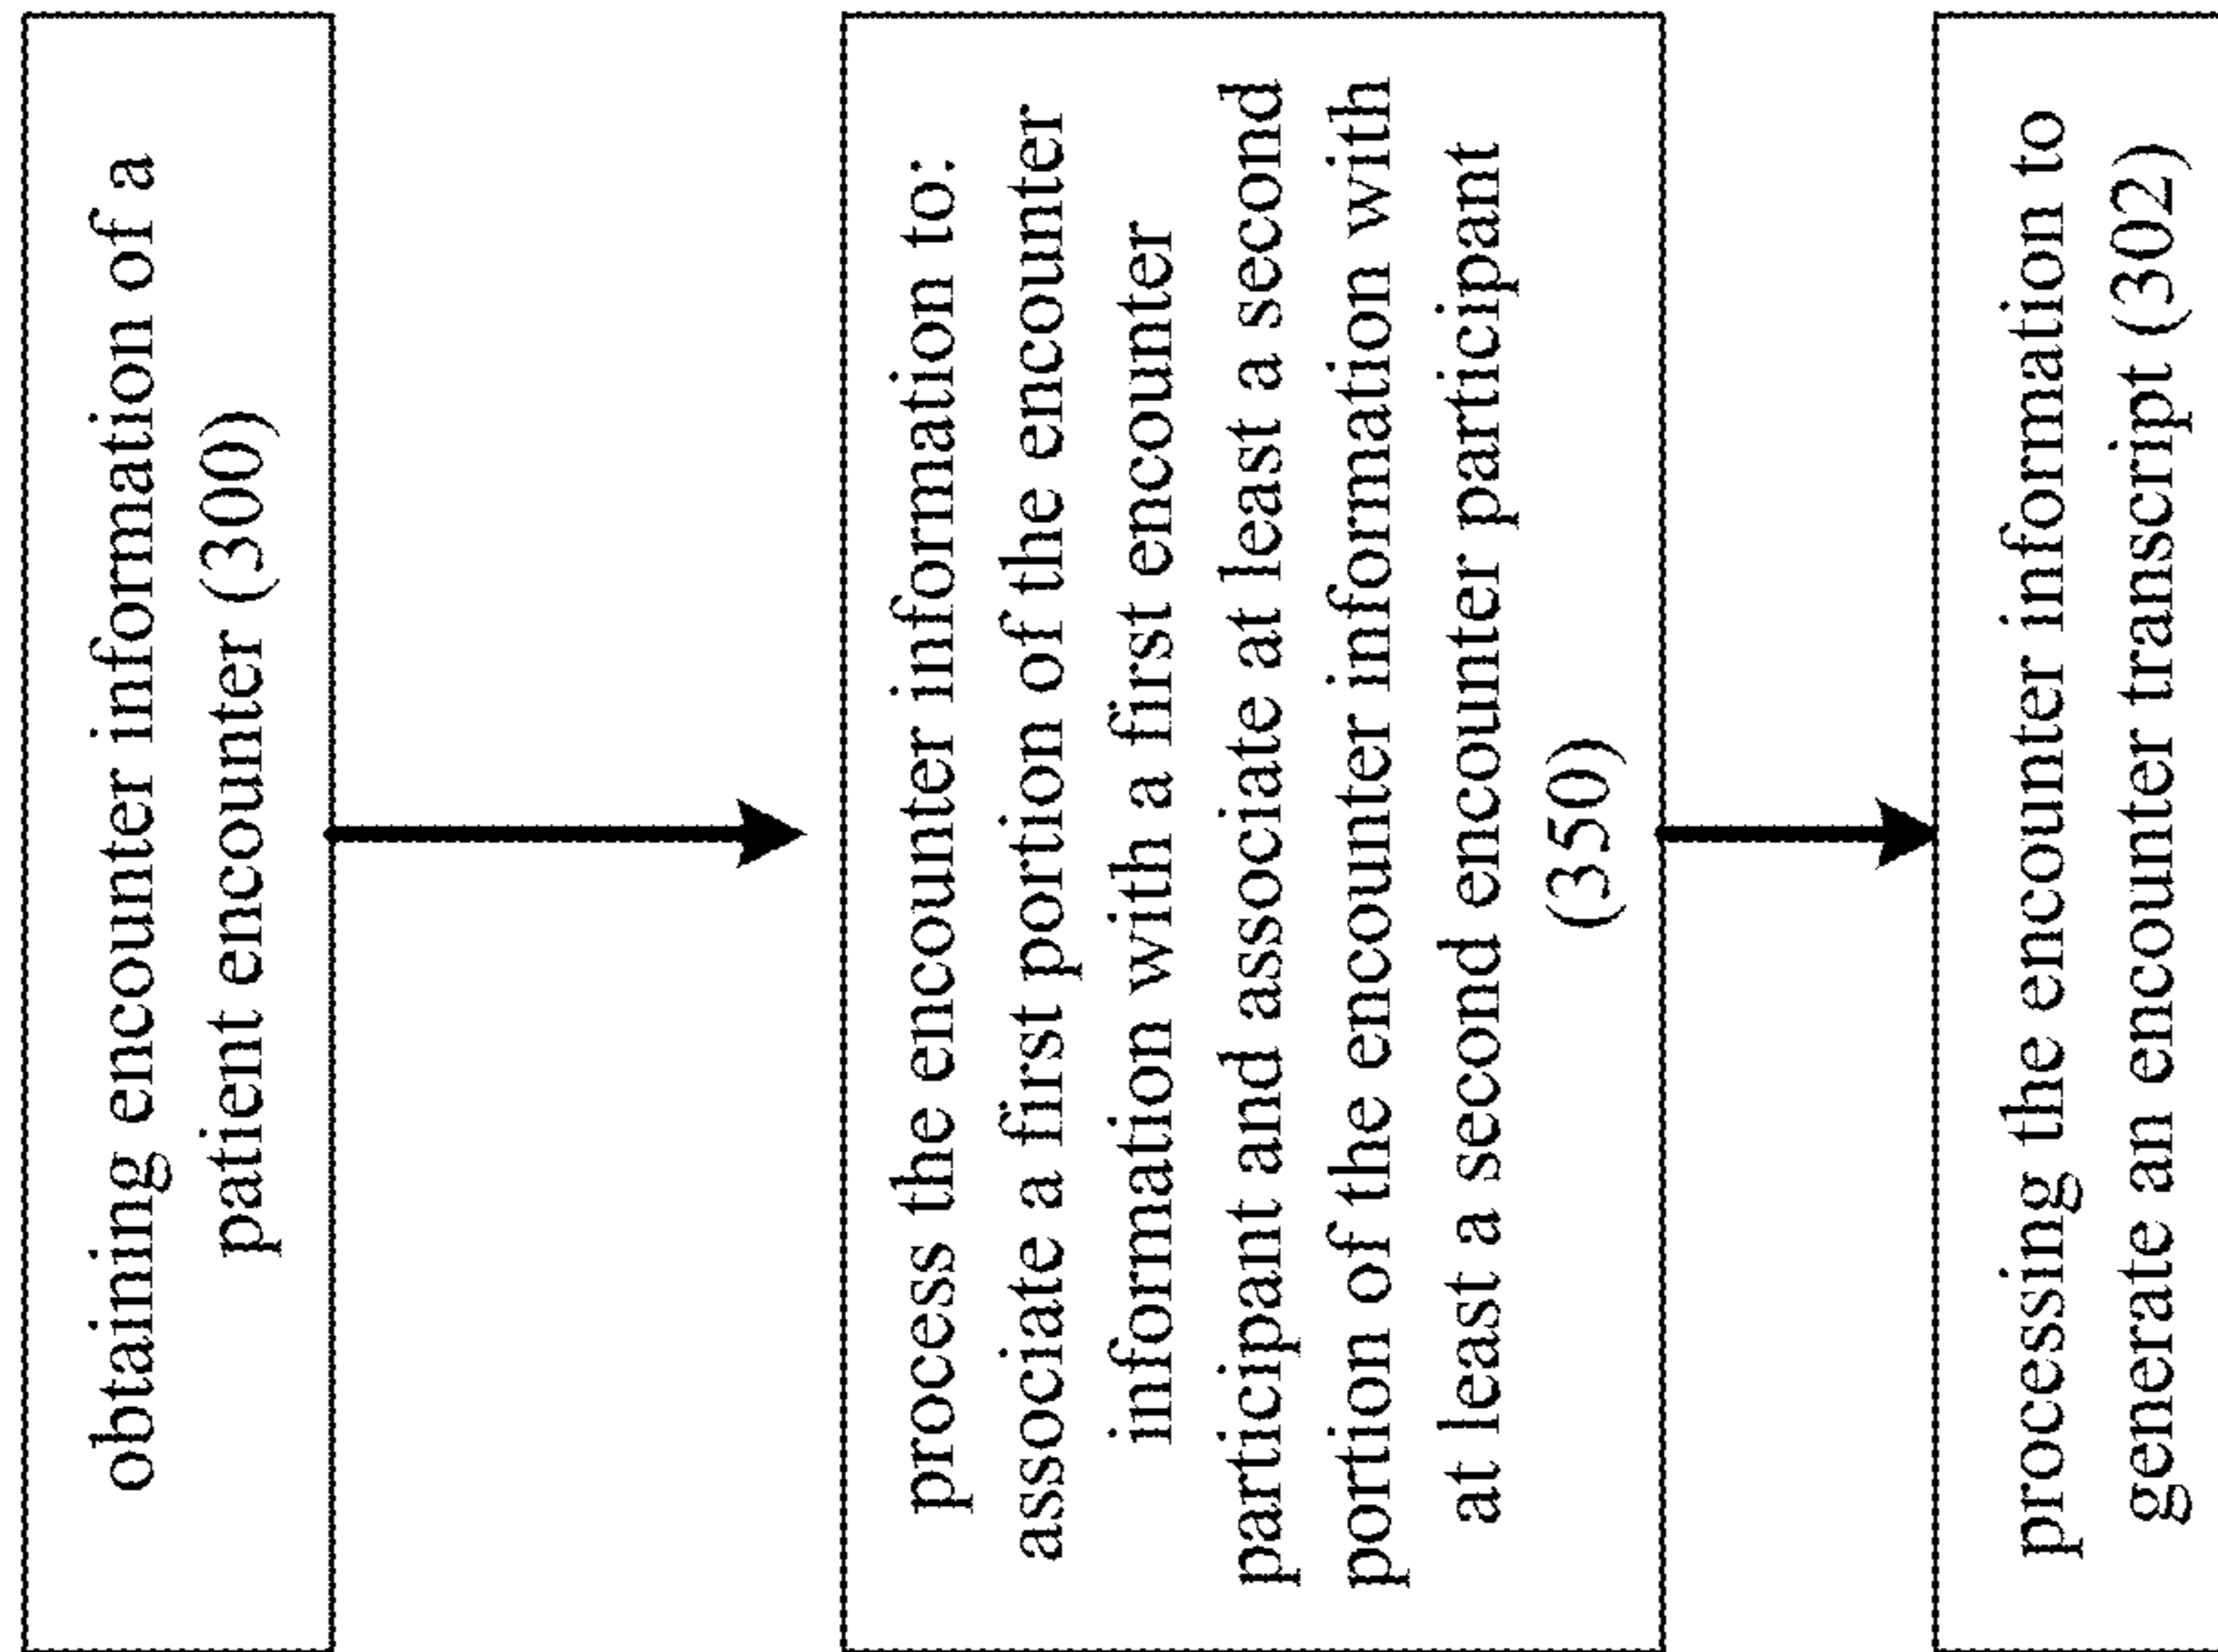 obtaining encounter information of a
patient encounter (300)
process the encounter information to:
associate a first portion of the encounter
information with a first encounter
participant and associate at least a second
portion of the encounter information with
at least a second encounter participant
(350)
processing the encounter information to
generate an encounter transcript (302)